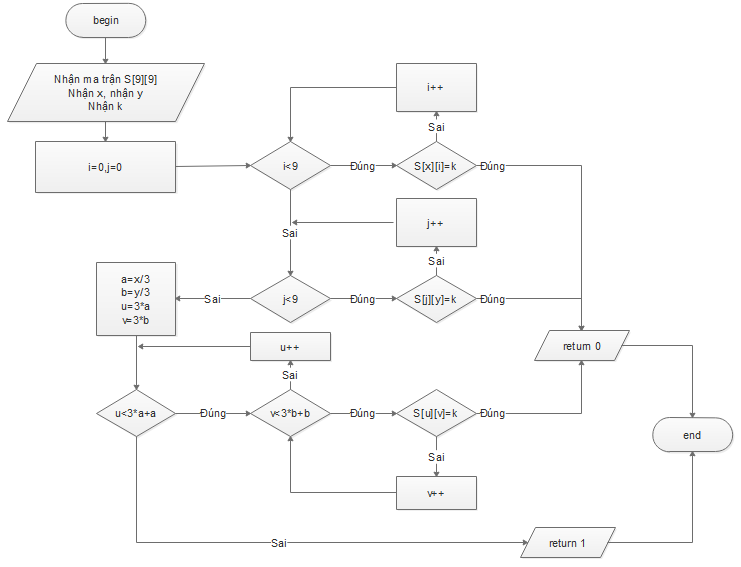 begin
Nhận ma trận S[9][9]
Nhận x, nhận y
Nhận k
i=0,j=0
i<9
Đúng
S[x][i]=k
Đúng
Sai
i++
Sai
j++
Sai
j<9
Đúng
S[j][y]=k
Đúng
Sai
a=x/3
b=y/3
u=3*a
v=3*b
u++
Sai
u<3*a+a
Đúng
v<3*b+b
Đúng
S[u][v]=k
Đúng
Sai
v++
return 0
end
Sai
return 1